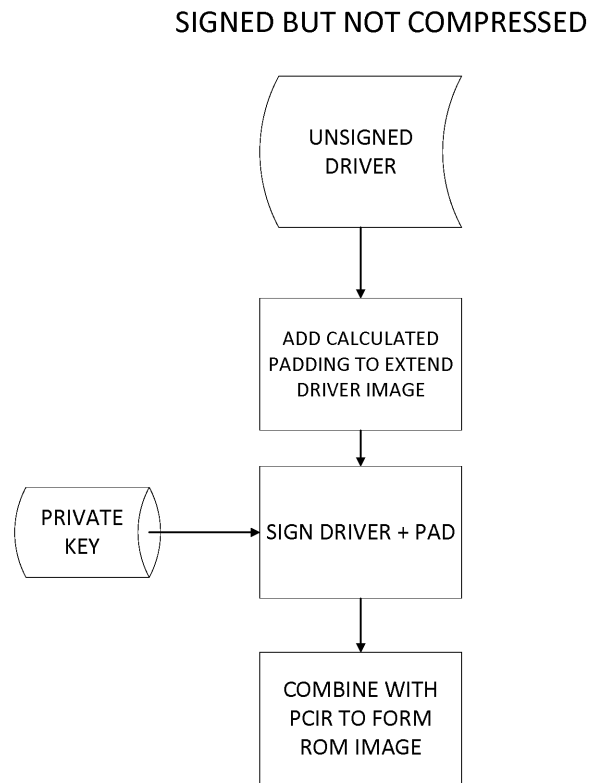 SIGNED BUT NOT COMPRESSED
UNSIGNED
DRIVER
ADD CALCULATED
PADDING TO EXTEND
DRIVER IMAGE
PRIVATE
KEY
SIGN DRIVER + PAD
COMBINE WITH
PCIR TO FORM
ROM IMAGE